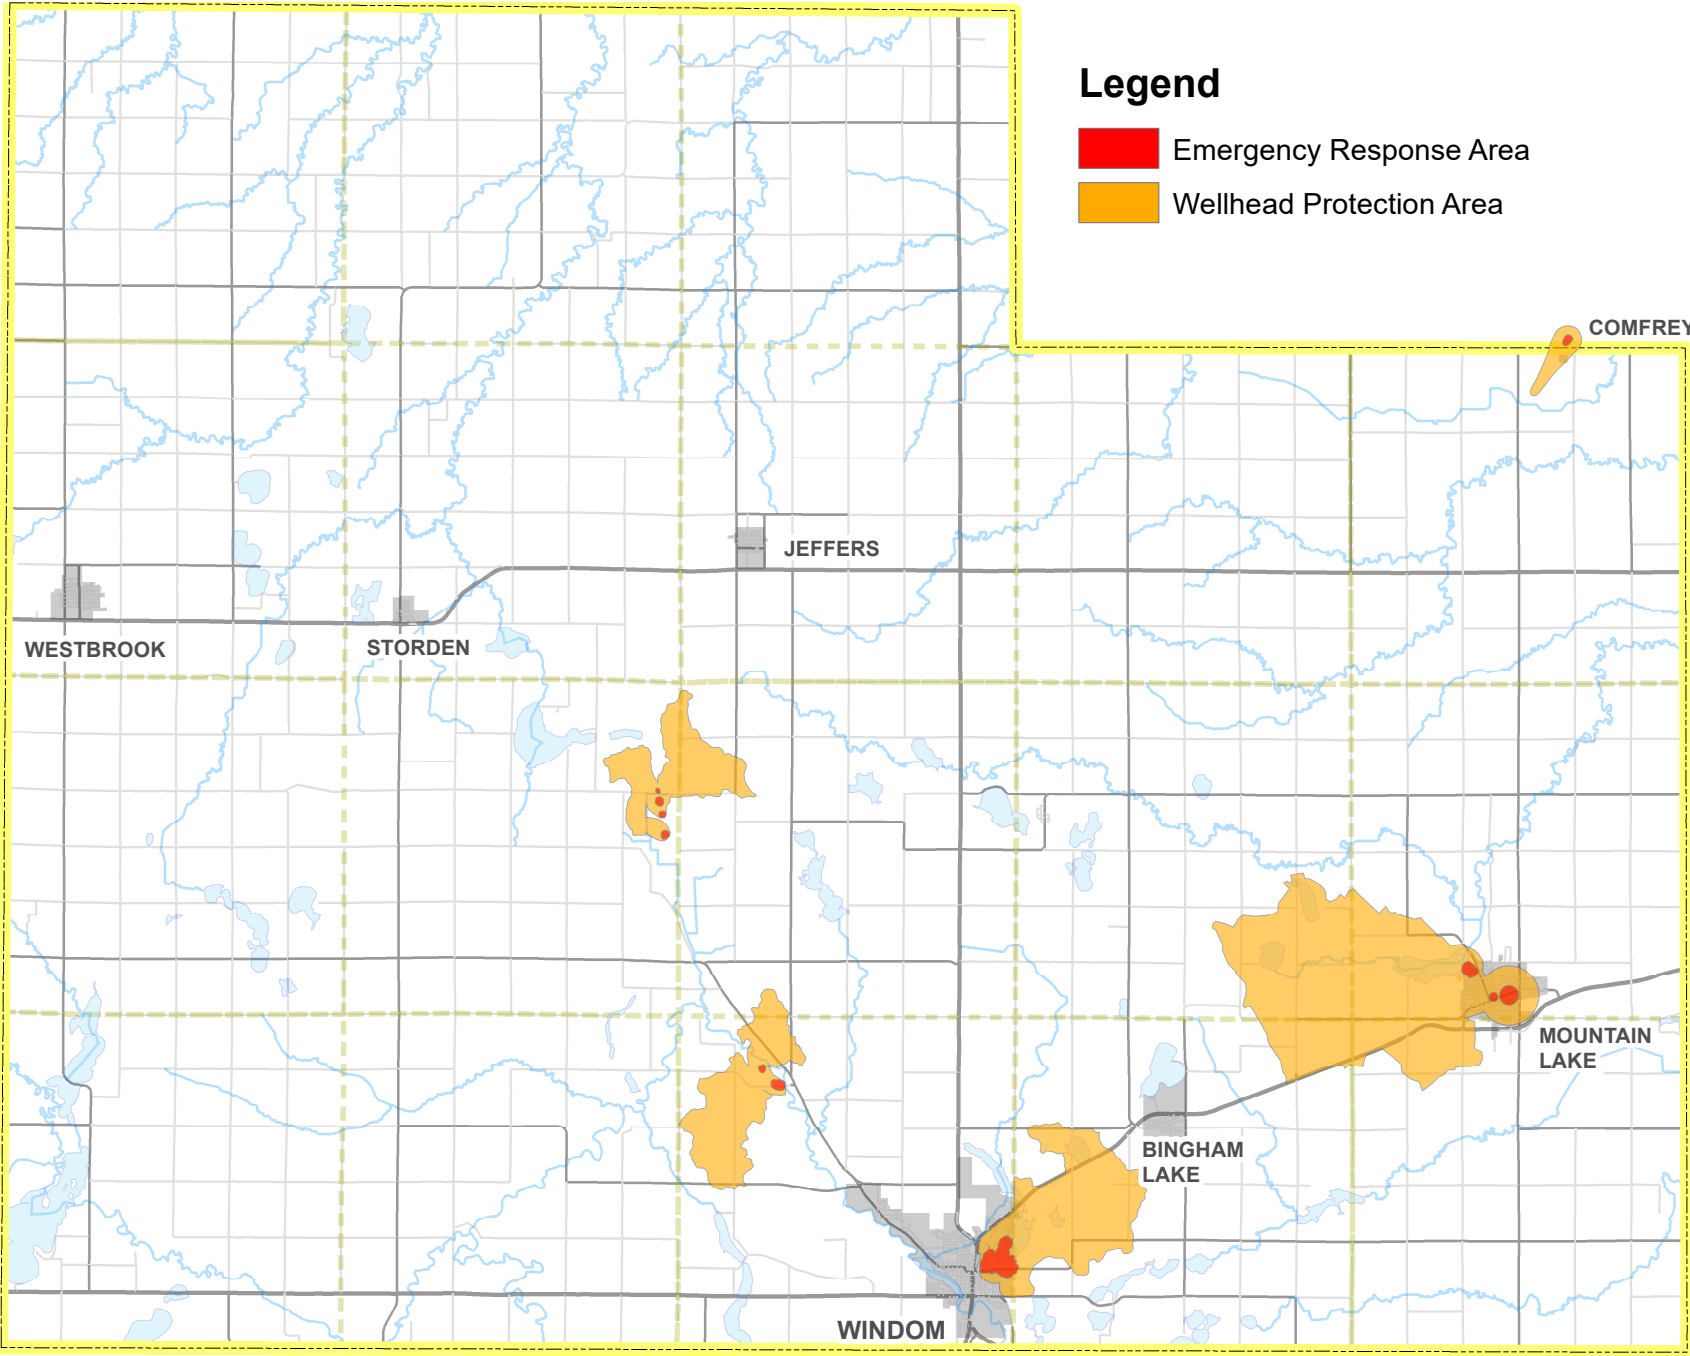 Legend
Emergency Response Area
Wellhead Protection Area
COMFREY
JEFFERS
WESTBROOK
STORDEN
MOUNTAIN
LAKE
BINGHAM
LAKE
WINDOM